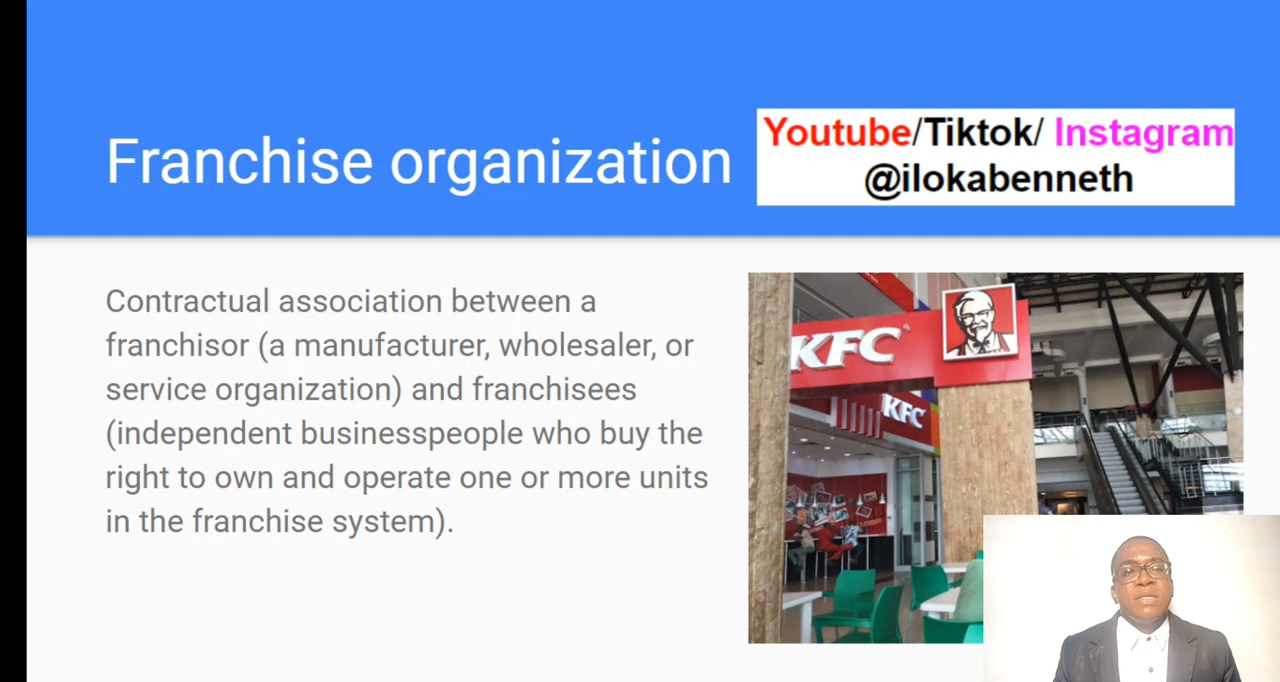 Franchise organization
Youtube/Tiktok/ Instagram
@ilokabenneth
Contractual association between a
franchisor (a manufacturer, wholesaler, or
service organization) and franchisees
(independent businesspeople who buy the
right to own and operate one or more units
in the franchise system).
KFC
KFC